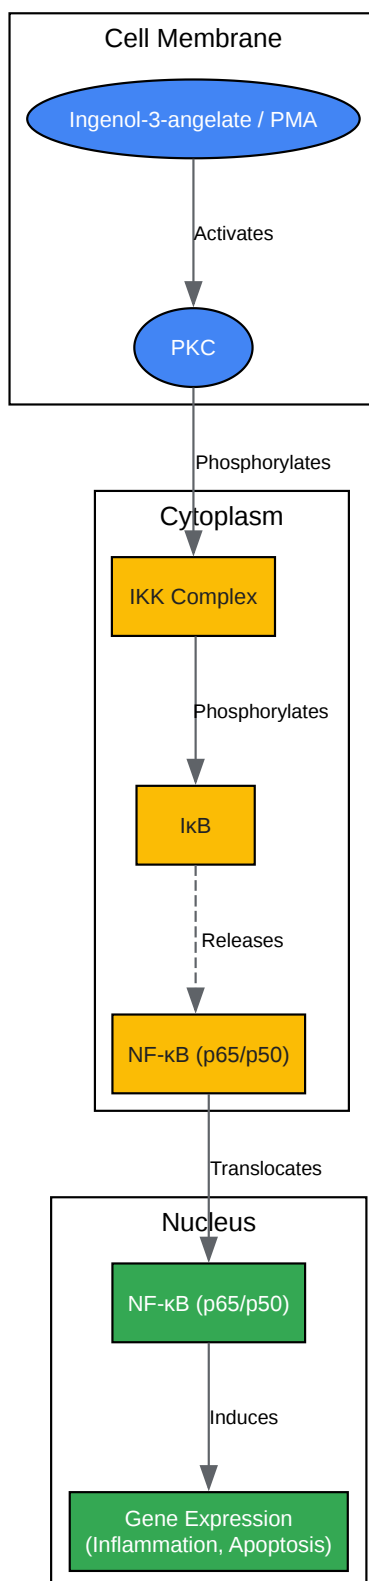 Cell Membrane
Ingenol-3-angelate / PMA
Activates
PKC
Phosphorylates
Cytoplasm
IKK Complex
Phosphorylates
IκB
Releases
NF-κB (p65/p50)
Translocates
Nucleus
NF-κB (p65/p50)
Induces
Gene Expression
(Inflammation, Apoptosis)